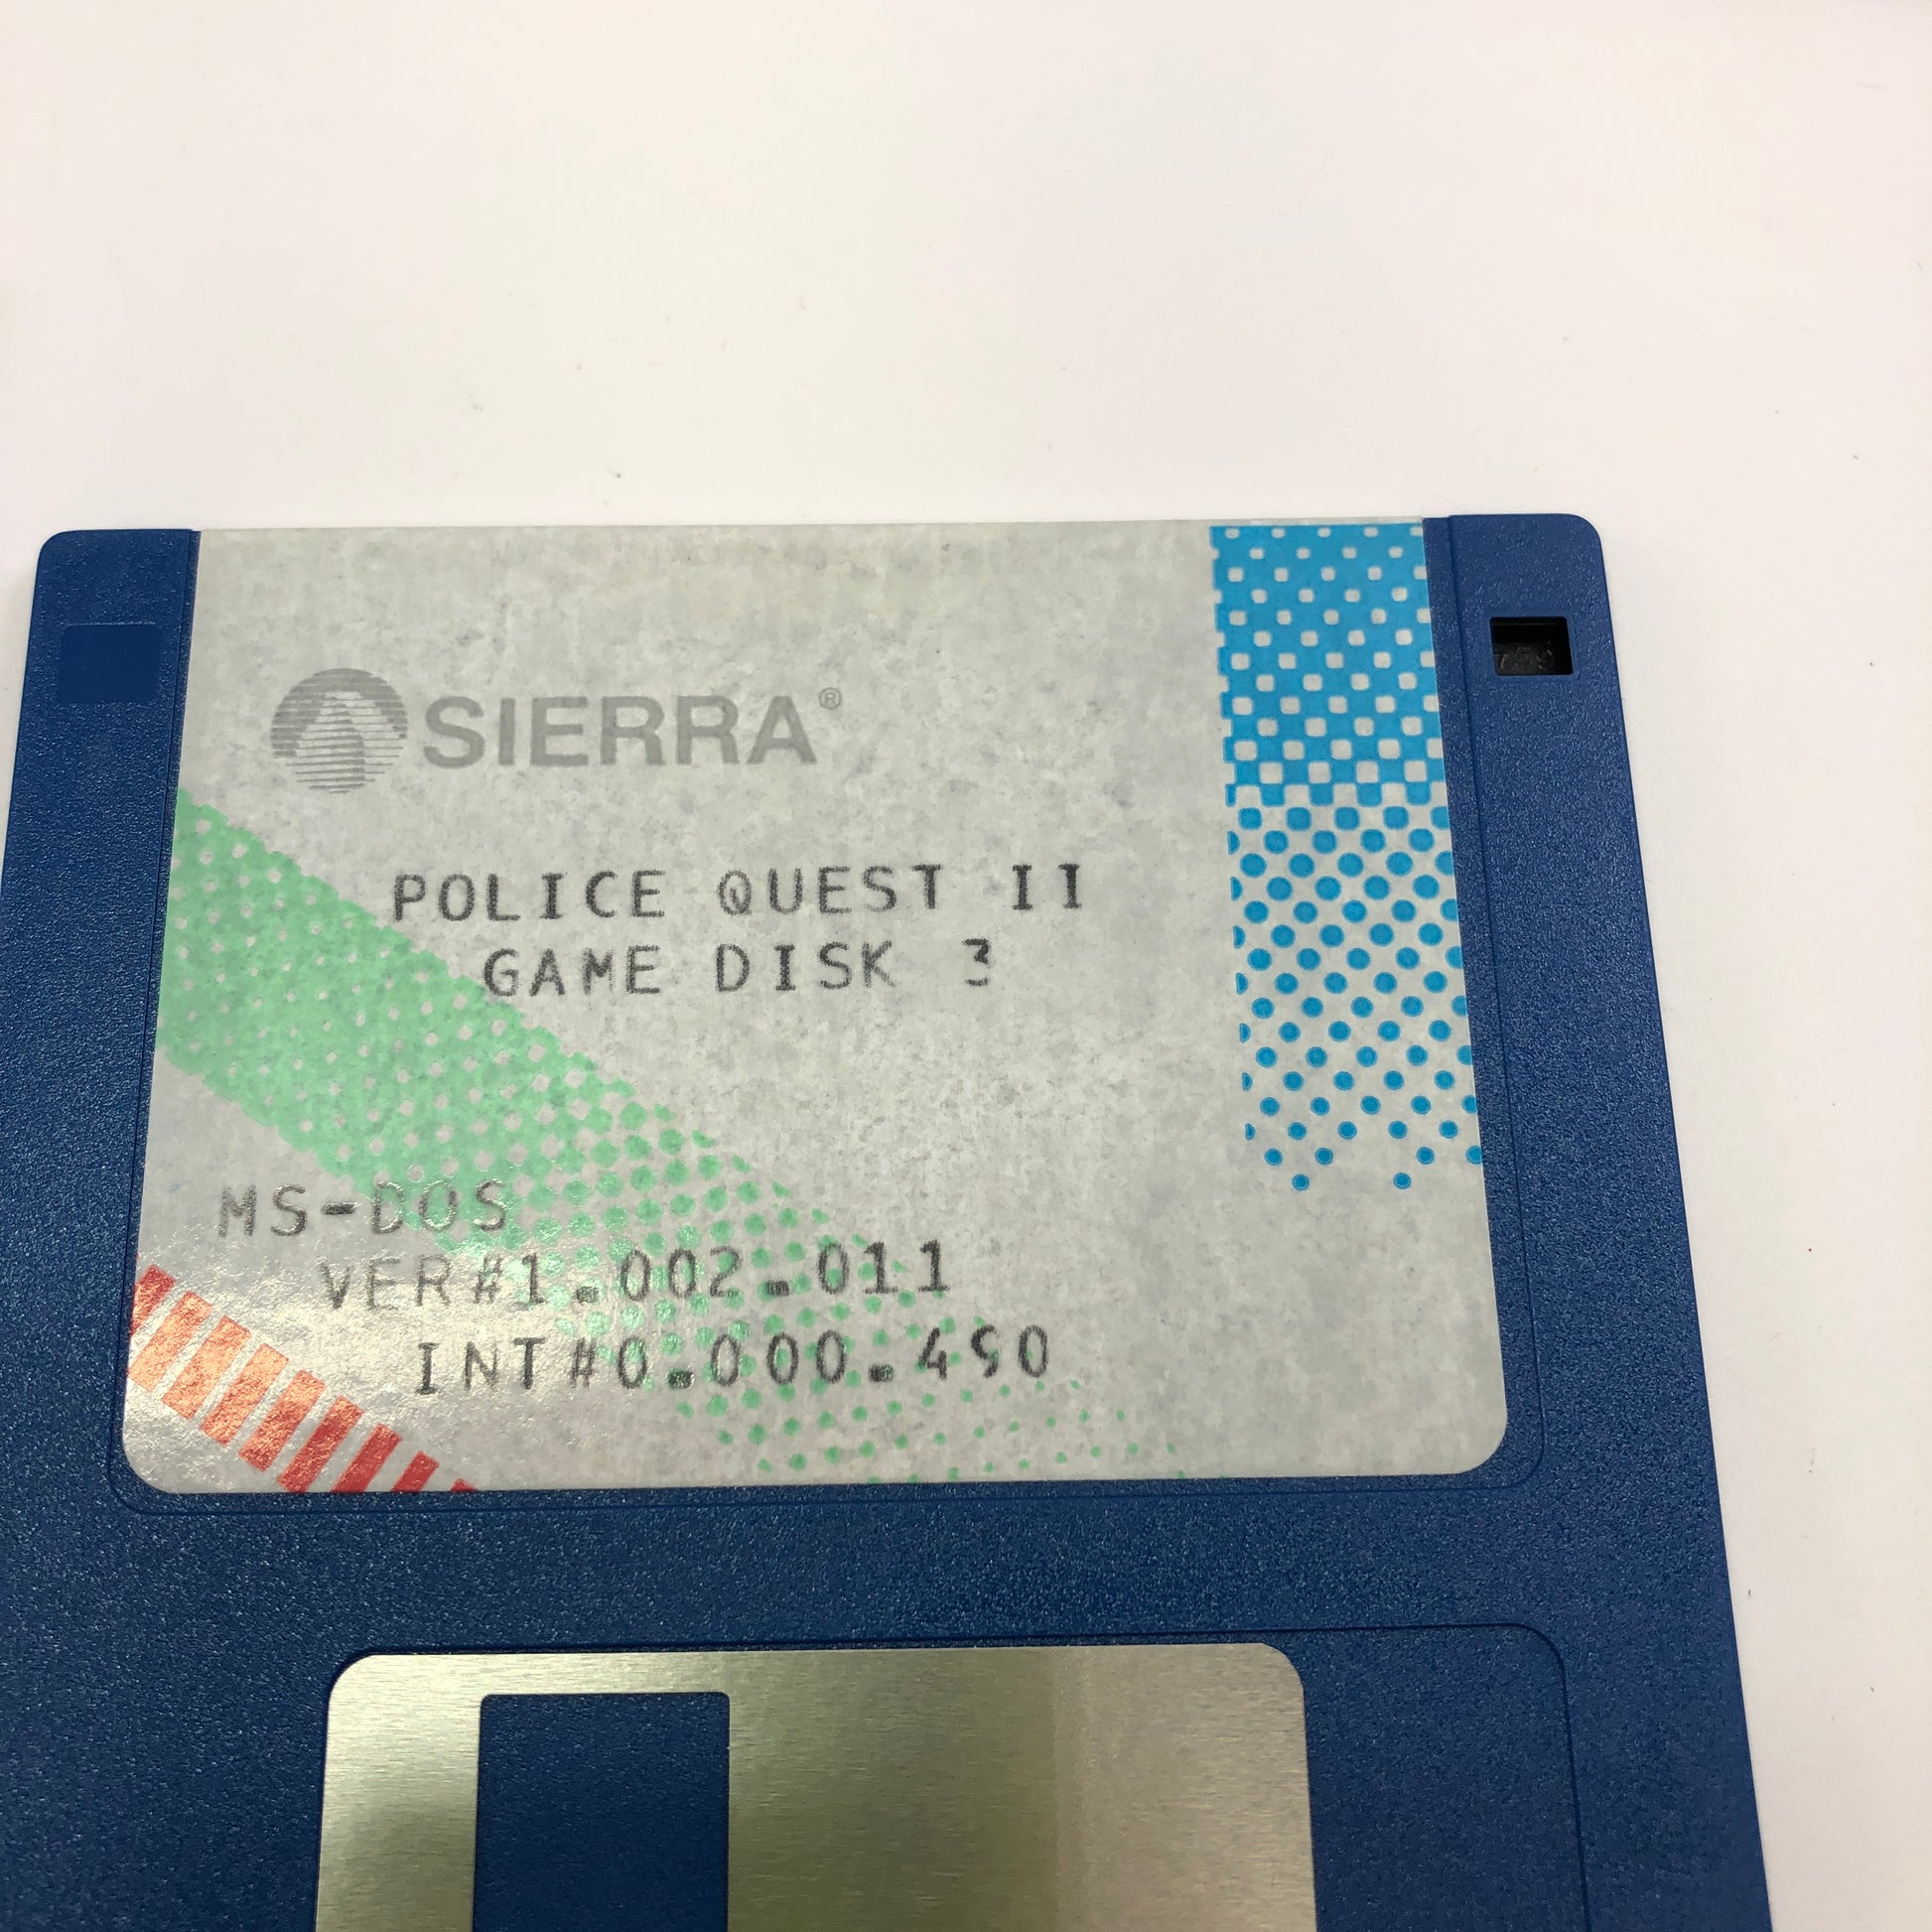 SIERRA®
POLICE QUEST II
GAME DISK 3
MS-DOS
VER#1.002.011
INT#0.000.490